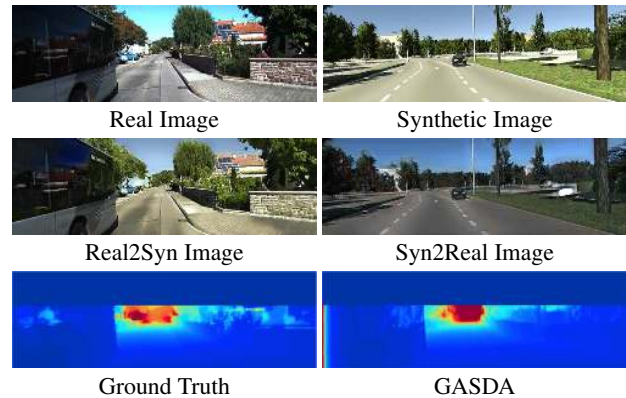 Real Image
Synthetic Image
Real2Syn Image
Syn2Real Image
Ground Truth
GASDA